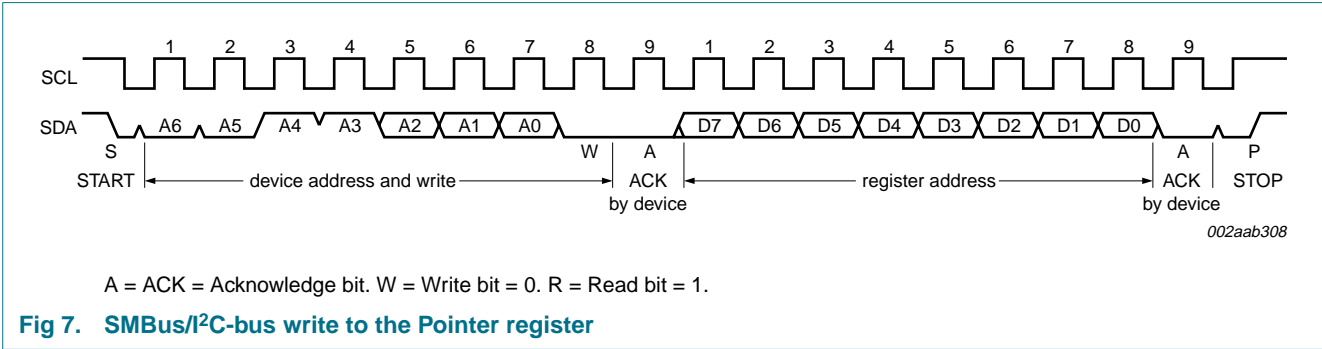 1 2 3 4 5 6 7 8 9 1 2 3 4 5 6 7 8 9
SCL
SDA A6 A5 A4 A3 A2 A1 A0 D7 D6 D5 D4 D3 D2 D1 D0
S W A A P
START device address and write ACK register address ACK STOP
by device by device
002aab308
A = ACK = Acknowledge bit. W = Write bit = 0. R = Read bit = 1.
Fig 7. SMBus/I²C-bus write to the Pointer register